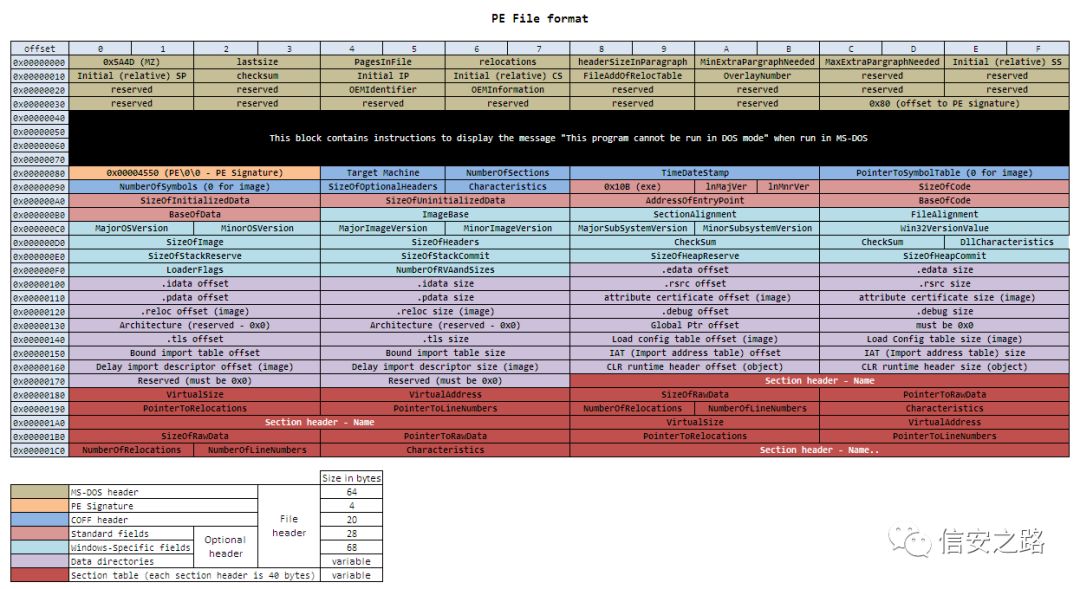 PE File format
offset 0 1 2 3 4 5 6 7 8 9 A B C D E F
0x00000000 0x5A4D (MZ) lastsize PagesInFile relocations headerSizeInParagraph MinExtraPargraphNeeded MaxExtraPargraphNeeded Initial (relative) SS
0x00000010 Initial (relative) SP checksum Initial IP Initial (relative) CS FileAddOfRelocTable OverlayNumber reserved reserved
0x00000020 reserved reserved OEMIdentifier OEMInformation reserved reserved reserved reserved
0x00000030 reserved reserved reserved reserved reserved reserved 0x80 (offset to PE signature)
0x00000040
0x00000050
This block contains instructions to display the message "This program cannot be run in DOS mode" when run in MS-DOS
0x00000060
0x00000070
0x00000080 0x00004550 (PE\0\0 - PE Signature) Target Machine NumberOfSections TimeDateStamp PointerToSymbolTable (0 for image)
0x00000090 NumberOfSymbols (0 for image) SizeOfOptionalHeaders Characteristics 0x10B (exe) lnMajVer lnMnrVer SizeOfCode
0x000000A0 SizeOfInitializedData SizeOfUninitializedData AddressOfEntryPoint BaseOfCode
0x000000B0 BaseOfData ImageBase SectionAlignment FileAlignment
0x000000C0 MajorOSVersion MinorOSVersion MajorImageVersion MinorImageVersion MajorSubSystemVersion MinorSubsystemVersion Win32VersionValue
0x000000D0 SizeOfImage SizeOfHeaders CheckSum CheckSum DllCharacteristics
0x000000E0 SizeOfStackReserve SizeOfStackCommit SizeOfHeapReserve SizeOfHeapCommit
0x000000F0 LoaderFlags NumberOfRVAandSizes .edata offset .edata size
0x00000100 .idata offset .idata size .rsrc offset .rsrc size
0x00000110 .pdata offset .pdata size attribute certificate offset (image) attribute certificate size (image)
0x00000120 .reloc offset (image) .reloc size (image) .debug offset .debug size
0x00000130 Architecture (reserved - 0x0) Architecture (reserved - 0x0) Global Ptr offset must be 0x0
0x00000140 .tls offset .tls size Load config table offset (image) Load Config table size (image)
0x00000150 Bound import table offset Bound import table size IAT (Import address table) offset IAT (Import address table) size
0x00000160 Delay import descriptor offset (image) Delay import descriptor size (image) CLR runtime header offset (object) CLR runtime header size (object)
0x00000170 Reserved (must be 0x0) Reserved (must be 0x0) Section header - Name
0x00000180 VirtualSize VirtualAddress SizeOfRawData PointerToRawData
0x00000190 PointerToRelocations PointerToLineNumbers NumberOfRelocations NumberOfLineNumbers Characteristics
0x000001A0 Section header - Name VirtualSize VirtualAddress
0x000001B0 SizeOfRawData PointerToRawData PointerToRelocations PointerToLineNumbers
0x000001C0 NumberOfRelocations NumberOfLineNumbers Characteristics Section header - Name..
Size in bytes
MS-DOS header 64
PE Signature 4
COFF header 20
File header
Standard fields 28
Optional header
Windows-Specific fields 68
Data directories variable
Section table (each section header is 40 bytes) variable
信安之路